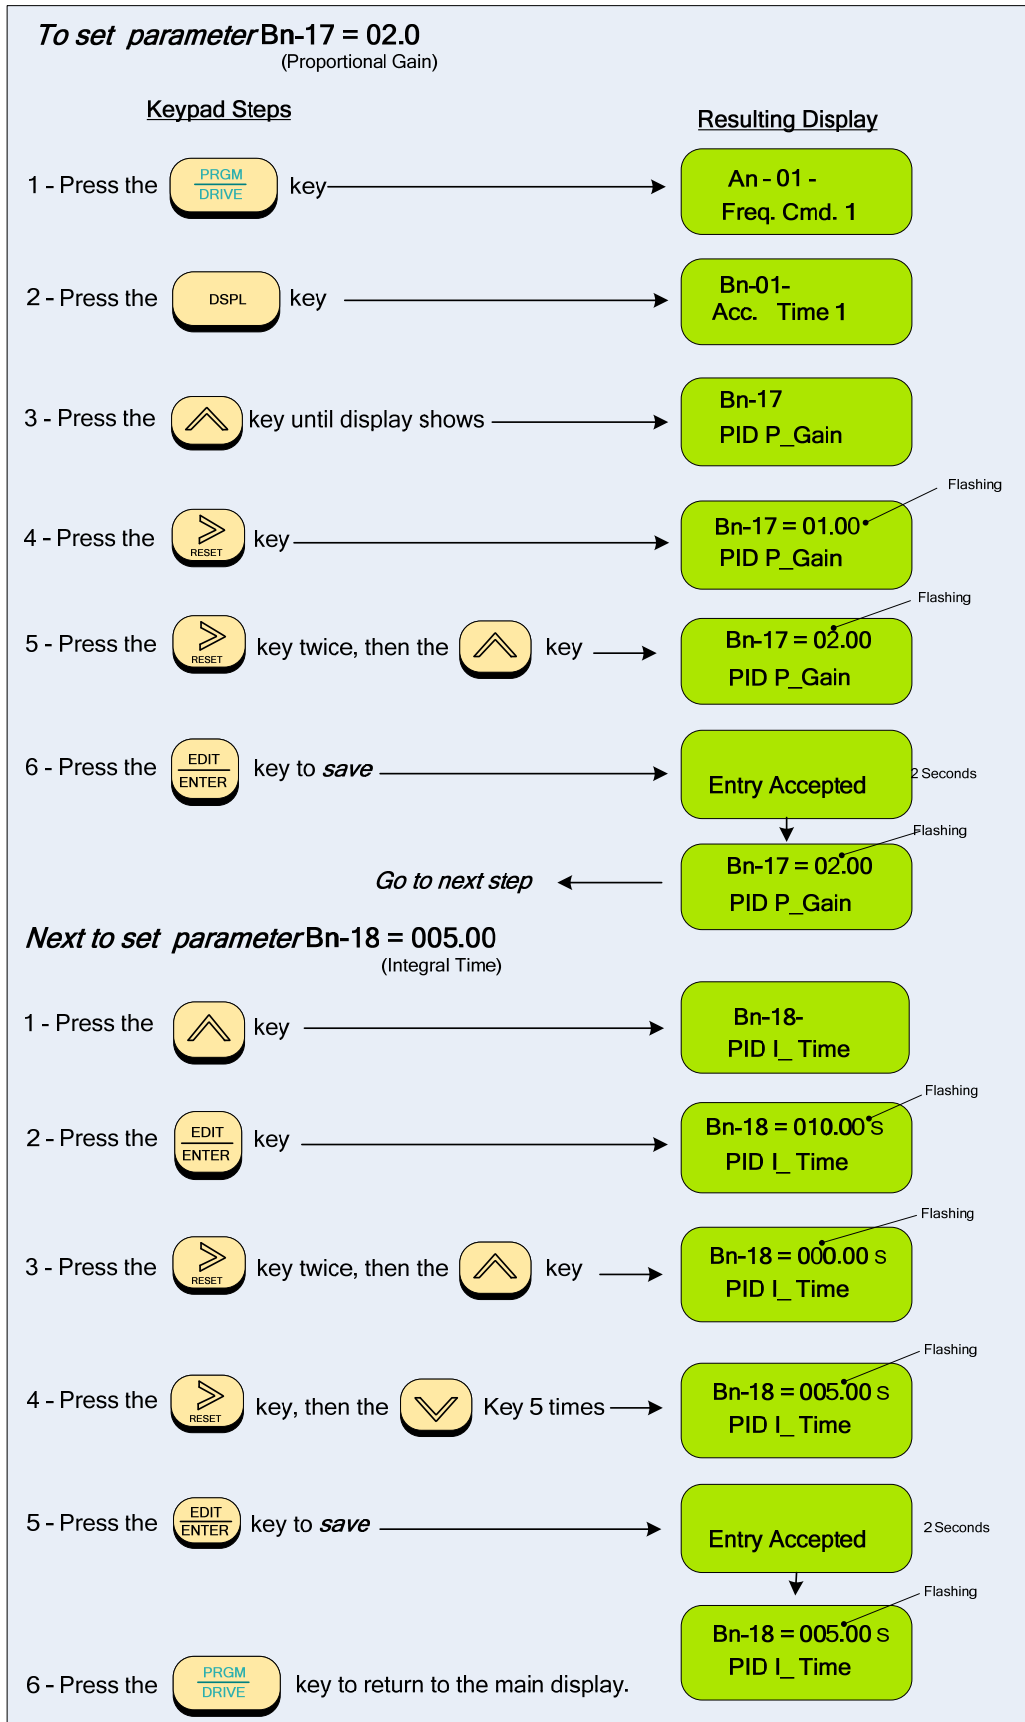 To set parameter Bn-17 = 02.0
(Proportional Gain)
Keypad Steps
Resulting Display
1 - Press the PRGM DRIVE key
An - 01 -
Freq. Cmd. 1
2 - Press the DSPL key
Bn-01-
Acc. Time 1
3 - Press the key until display shows
Bn-17
PID P_Gain
Flashing
4 - Press the RESET key
Bn-17 = 01.00
PID P_Gain
Flashing
5 - Press the RESET key twice, then the key
Bn-17 = 02.00
PID P_Gain
6 - Press the EDIT ENTER key to save
Entry Accepted
2 Seconds
Flashing
Go to next step
Bn-17 = 02.00
PID P_Gain
Next to set parameter Bn-18 = 005.00
(Integral Time)
1 - Press the key
Bn-18-
PID I_ Time
Flashing
2 - Press the EDIT ENTER key
Bn-18 = 010.00 S
PID I_ Time
Flashing
3 - Press the RESET key twice, then the key
Bn-18 = 000.00 S
PID I_ Time
Flashing
4 - Press the RESET key, then the Key 5 times
Bn-18 = 005.00 S
PID I_ Time
5 - Press the EDIT ENTER key to save
Entry Accepted
2 Seconds
Flashing
Bn-18 = 005.00 S
PID I_ Time
6 - Press the PRGM DRIVE key to return to the main display.